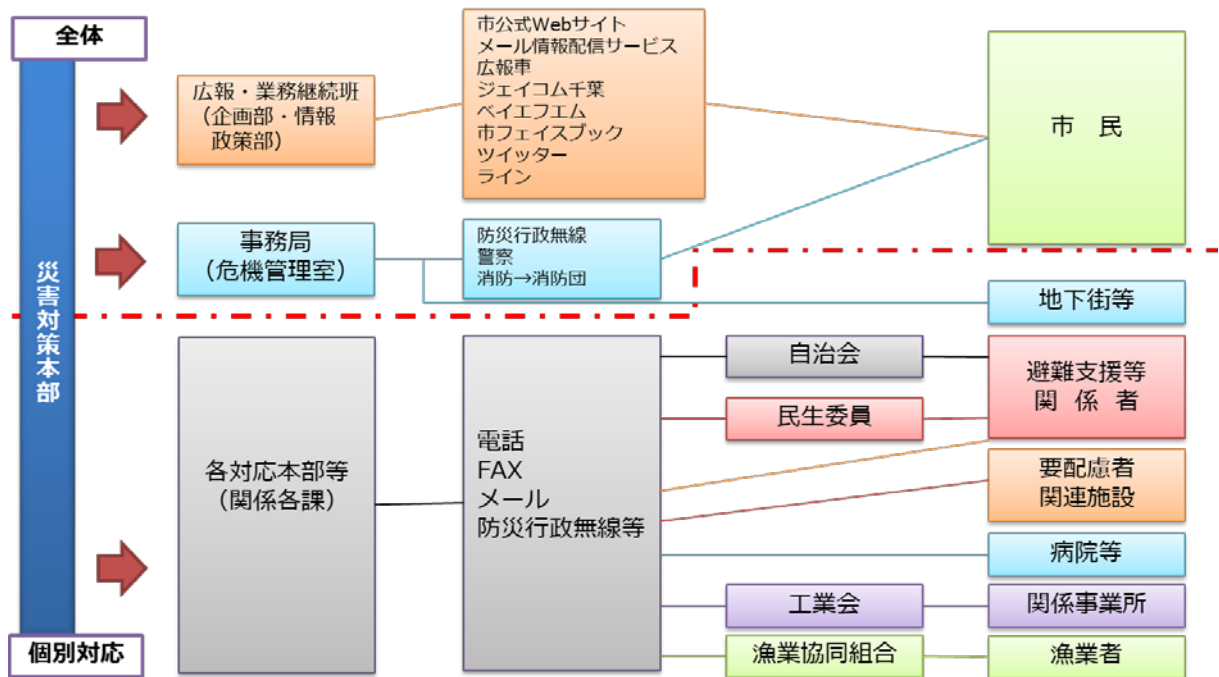 全体
災害対策本部
個別対応
広報・業務継続班
（企画部・情報
政策部）
市公式Webサイト
メール情報配信サービス
広報車
ジェイコム千葉
ベイエフエム
市フェイスブック
ツイッター
ライン
市　民
事務局
（危機管理室）
防災行政無線
警察
消防→消防団
地下街等
各対応本部等
（関係各課）
電話
FAX
メール
防災行政無線等
自治会
避難支援等
関 係 者
民生委員
要配慮者
関連施設
病院等
工業会
関係事業所
漁業協同組合
漁業者